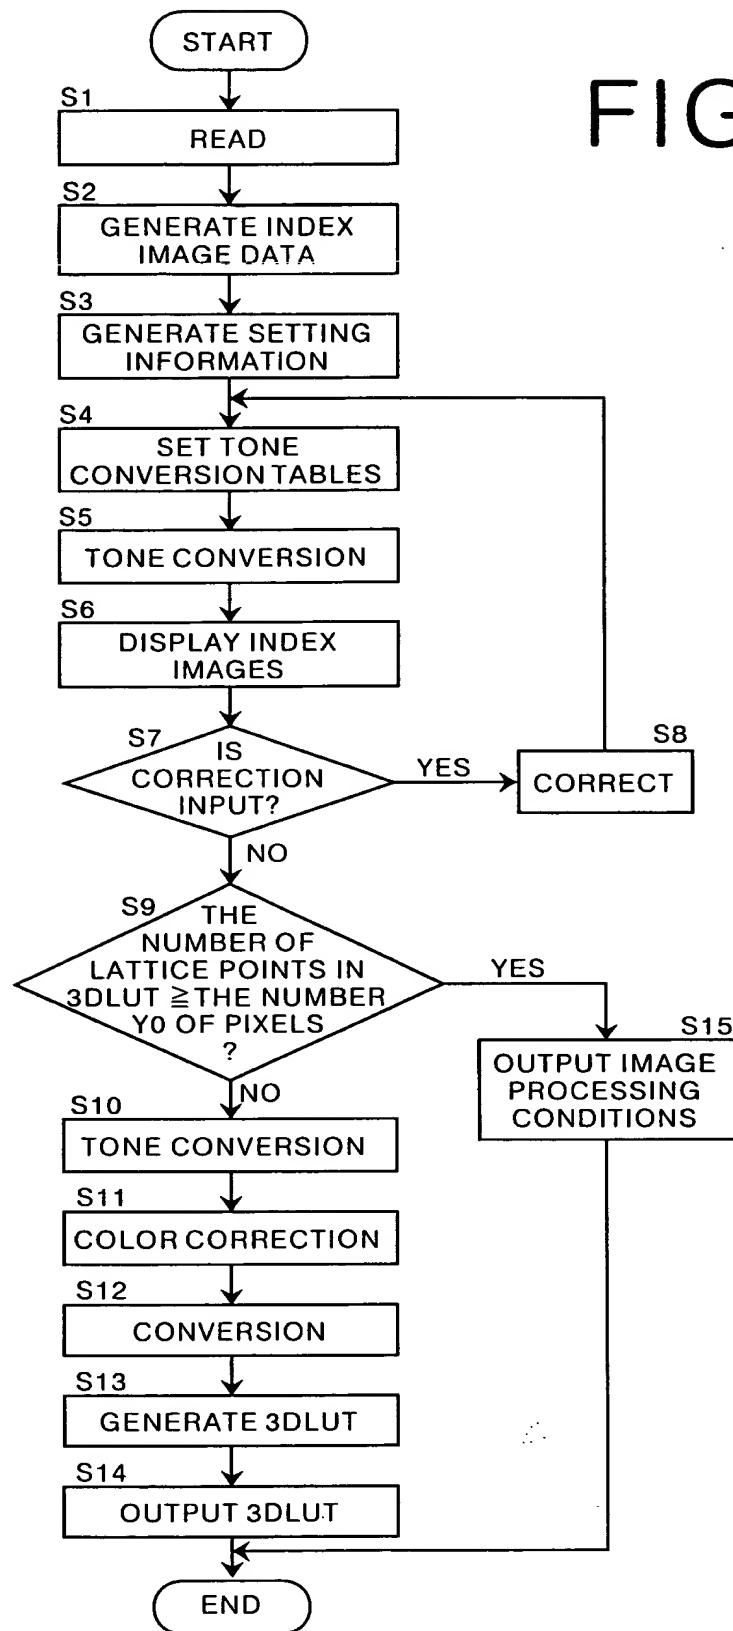 START
FIG
S1
READ
S2
GENERATE INDEX
IMAGE DATA
S3
GENERATE SETTING
INFORMATION
S4
SET TONE
CONVERSION TABLES
S5
TONE CONVERSION
S6
DISPLAY INDEX
IMAGES
S7
IS
CORRECTION
INPUT?
YES
S8
CORRECT
NO
S9
THE
NUMBER OF
LATTICE POINTS IN
3DLUT ≧ THE NUMBER
Y0 OF PIXELS
?
YES
S15
OUTPUT IMAGE
PROCESSING
CONDITIONS
NO
S10
TONE CONVERSION
S11
COLOR CORRECTION
S12
CONVERSION
S13
GENERATE 3DLUT
S14
OUTPUT 3DLUT
END